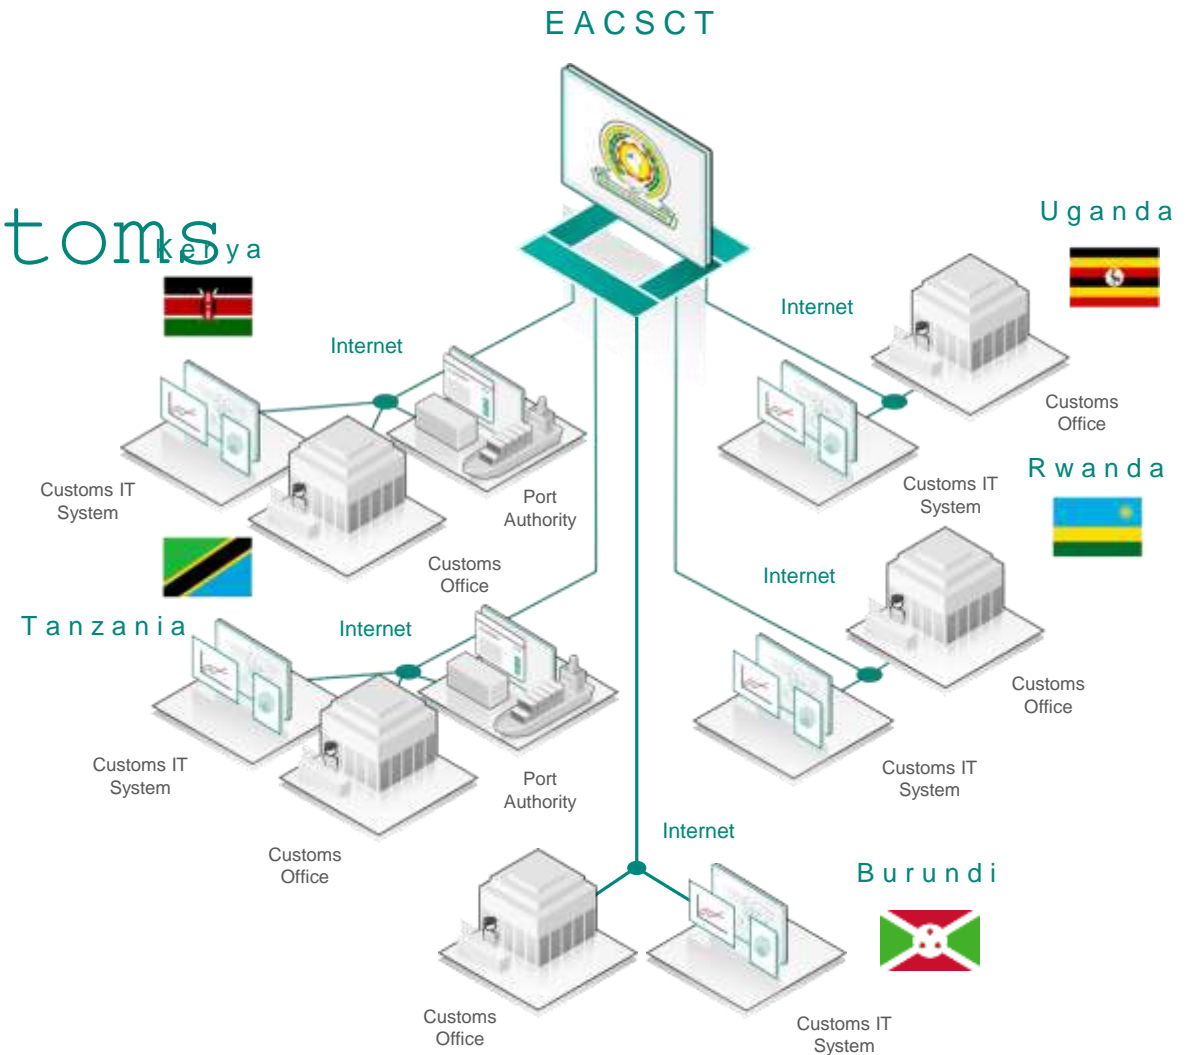 EACSCT
toms
Kenya
Uganda
Internet
Internet
Customs
Office
Customs IT
System
Port
Authority
Customs IT
System
Rwanda
Customs
Office
Internet
Tanzania
Internet
Customs
Office
Customs IT
System
Port
Authority
Customs IT
System
Internet
Customs
Office
Burundi
Customs
Office
Customs IT
System